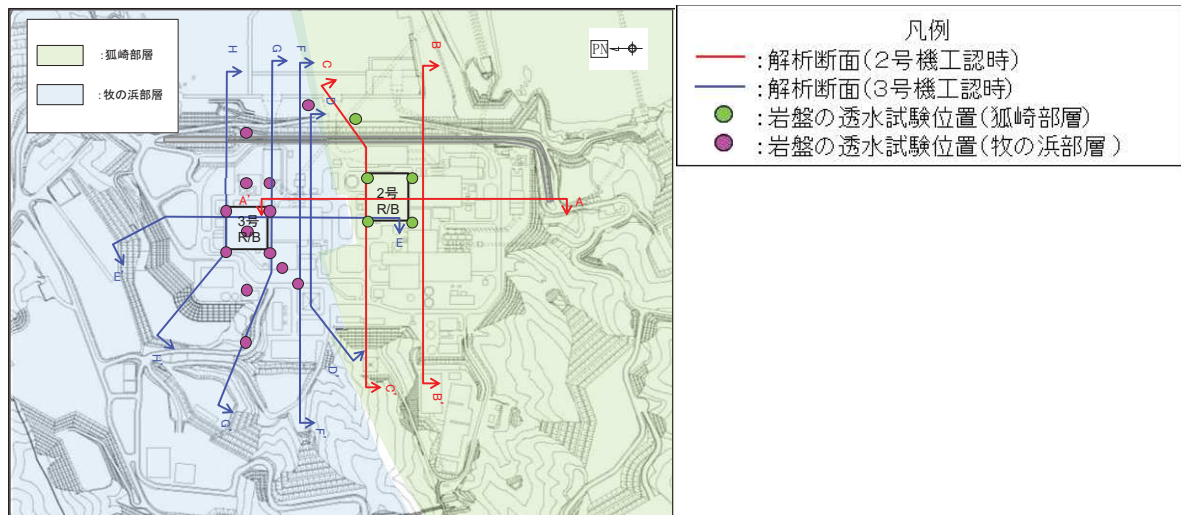 :狐崎部層
:牧の浜部層
PN
凡例
:解析断面(2号機工認時)
:解析断面(3号機工認時)
:岩盤の透水試験位置(狐崎部層)
:岩盤の透水試験位置(牧の浜部層)
H
G
F
C
B
D
A'
2号
R/B
A
3号
R/B
E
E'
H'
D'
C'
B'
G'
F'